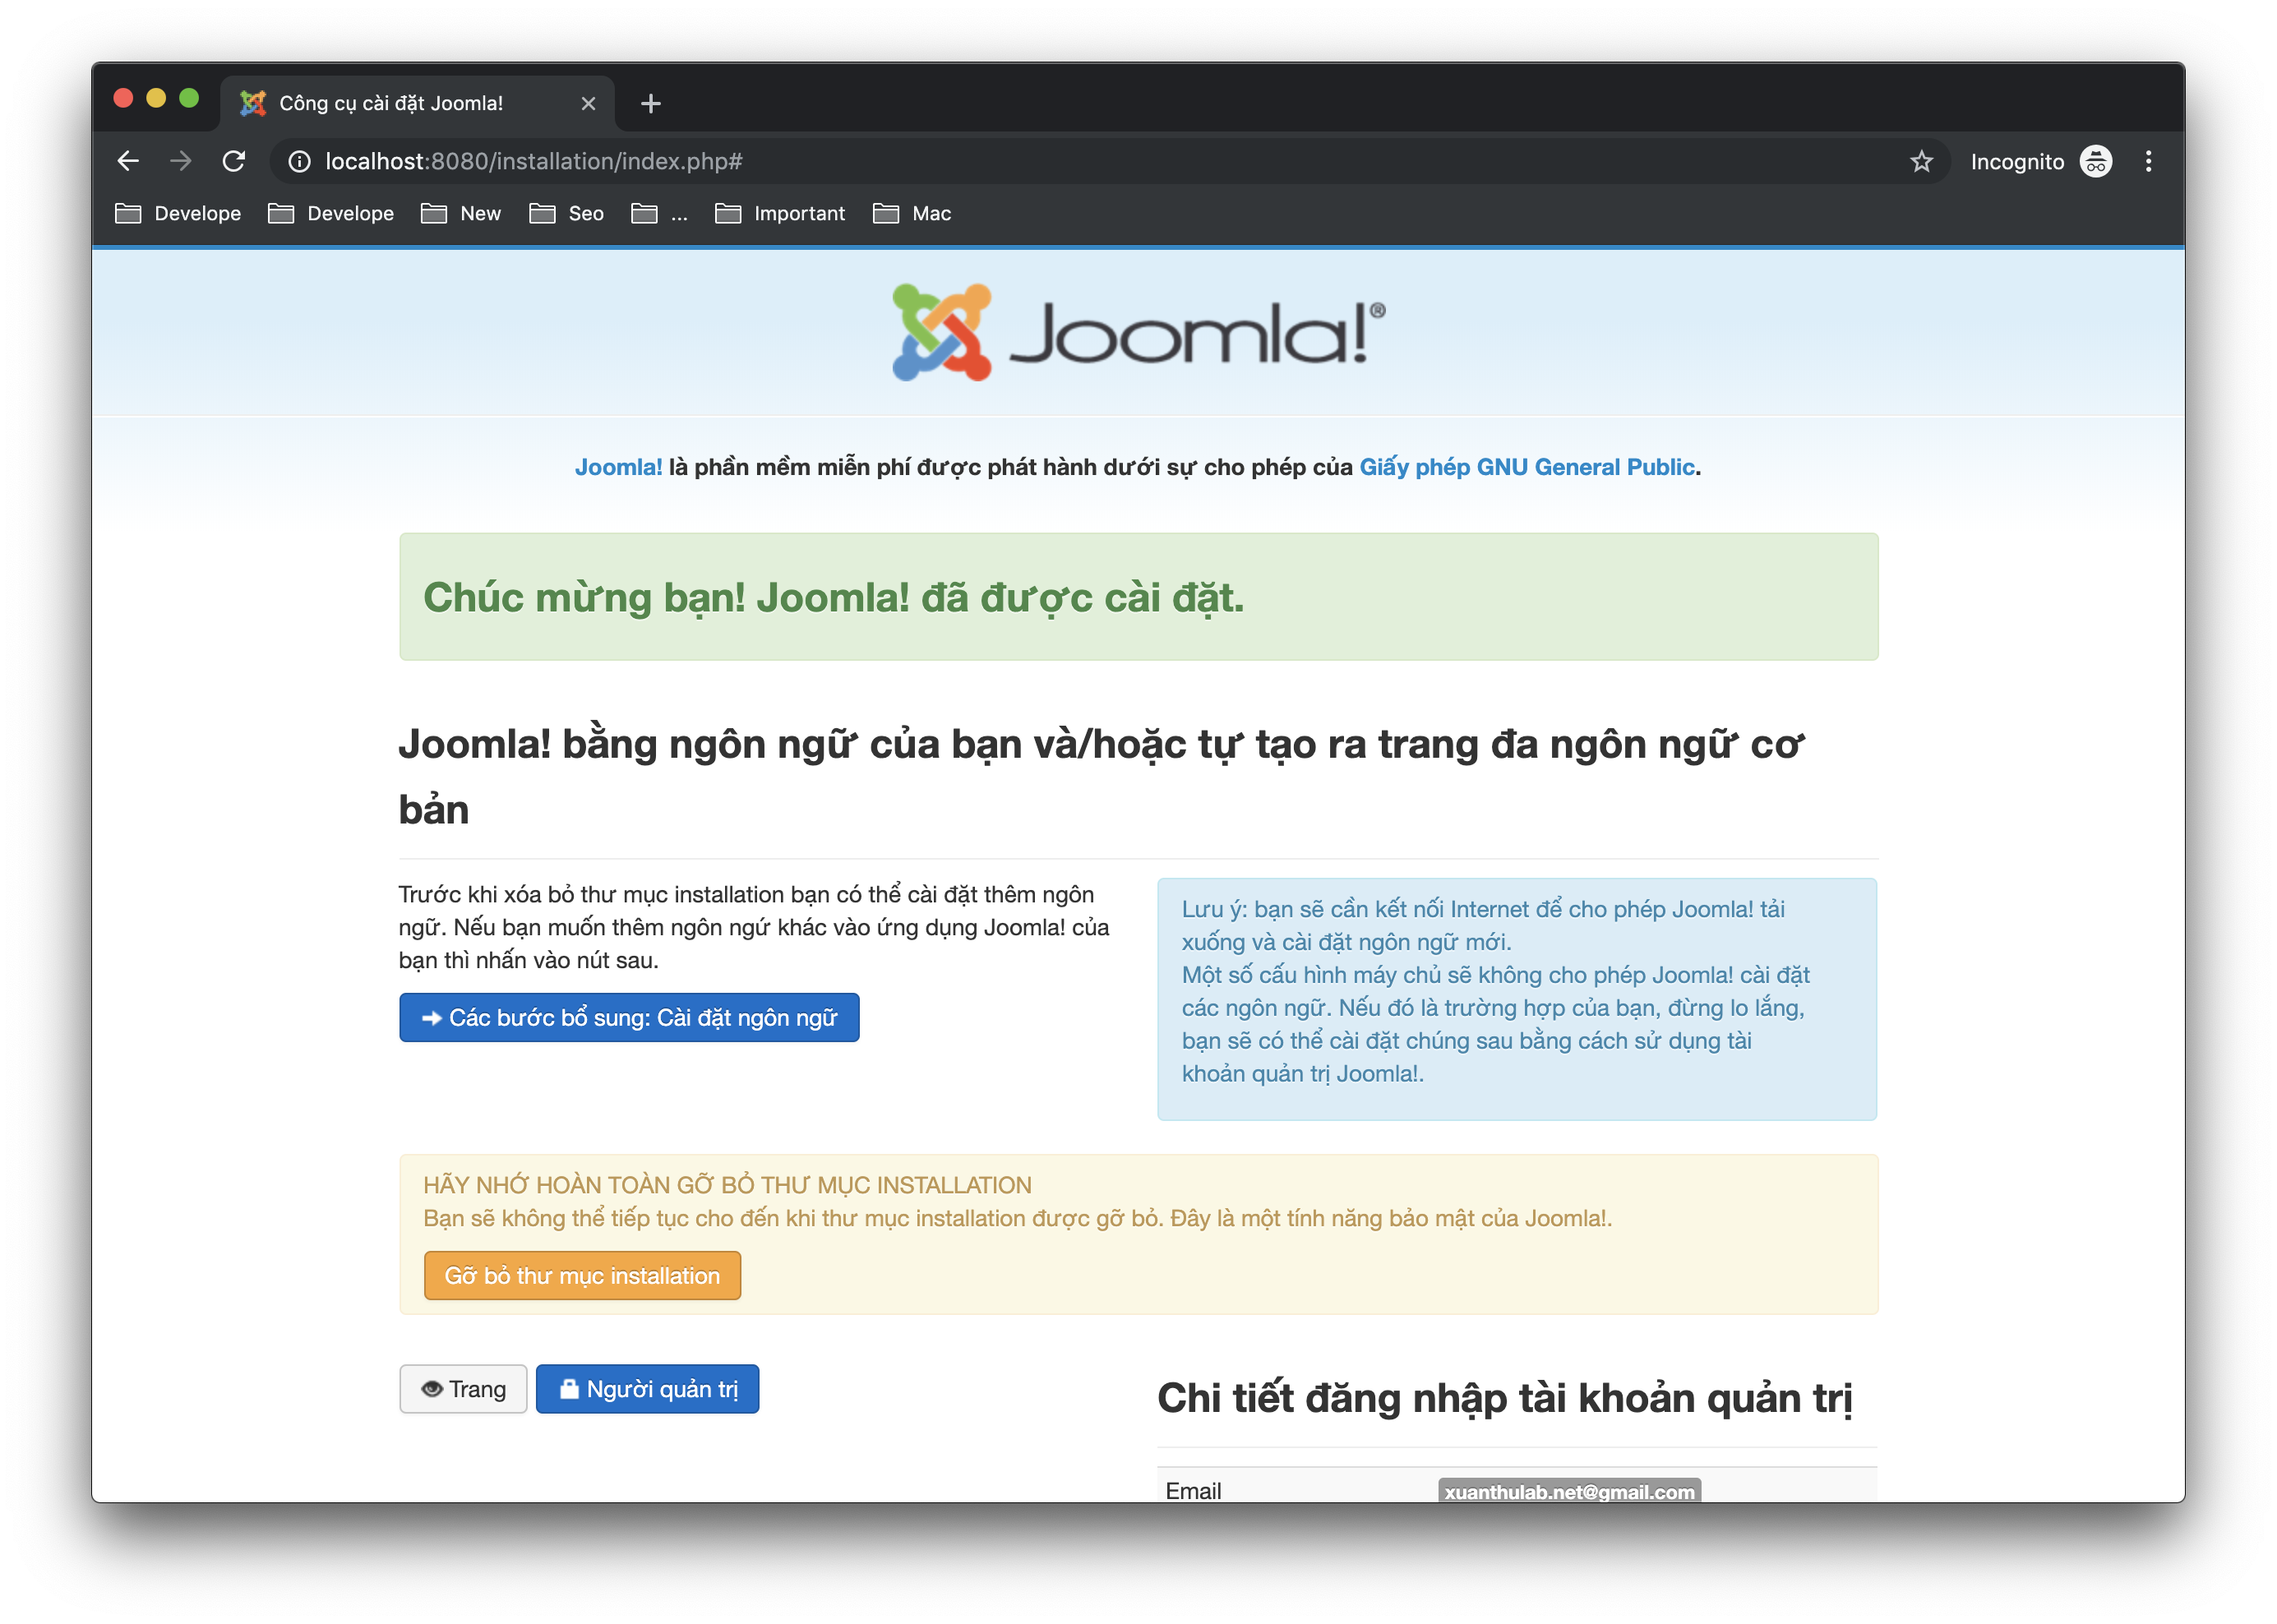 Công cụ cài đặt Joomla!
localhost:8080/installation/index.php#
Incognito
Develope
Develope
New
Seo
...
Important
Mac
Joomla!®
Joomla! là phần mềm miễn phí được phát hành dưới sự cho phép của Giấy phép GNU General Public.
Chúc mừng bạn! Joomla! đã được cài đặt.
Joomla! bằng ngôn ngữ của bạn và/hoặc tự tạo ra trang đa ngôn ngữ cơ
bản
Trước khi xóa bỏ thư mục installation bạn có thể cài đặt thêm ngôn
ngữ. Nếu bạn muốn thêm ngôn ngứ khác vào ứng dụng Joomla! của
bạn thì nhấn vào nút sau.
Các bước bổ sung: Cài đặt ngôn ngữ
Lưu ý: bạn sẽ cần kết nối Internet để cho phép Joomla! tải
xuống và cài đặt ngôn ngữ mới.
Một số cấu hình máy chủ sẽ không cho phép Joomla! cài đặt
các ngôn ngữ. Nếu đó là trường hợp của bạn, đừng lo lắng,
bạn sẽ có thể cài đặt chúng sau bằng cách sử dụng tài
khoản quản trị Joomla!.
HÃY NHỚ HOÀN TOÀN GỠ BỎ THƯ MỤC INSTALLATION
Bạn sẽ không thể tiếp tục cho đến khi thư mục installation được gỡ bỏ. Đây là một tính năng bảo mật của Joomla!.
Gỡ bỏ thư mục installation
Trang
Người quản trị
Chi tiết đăng nhập tài khoản quản trị
Email
xuanthulab.net@gmail.com